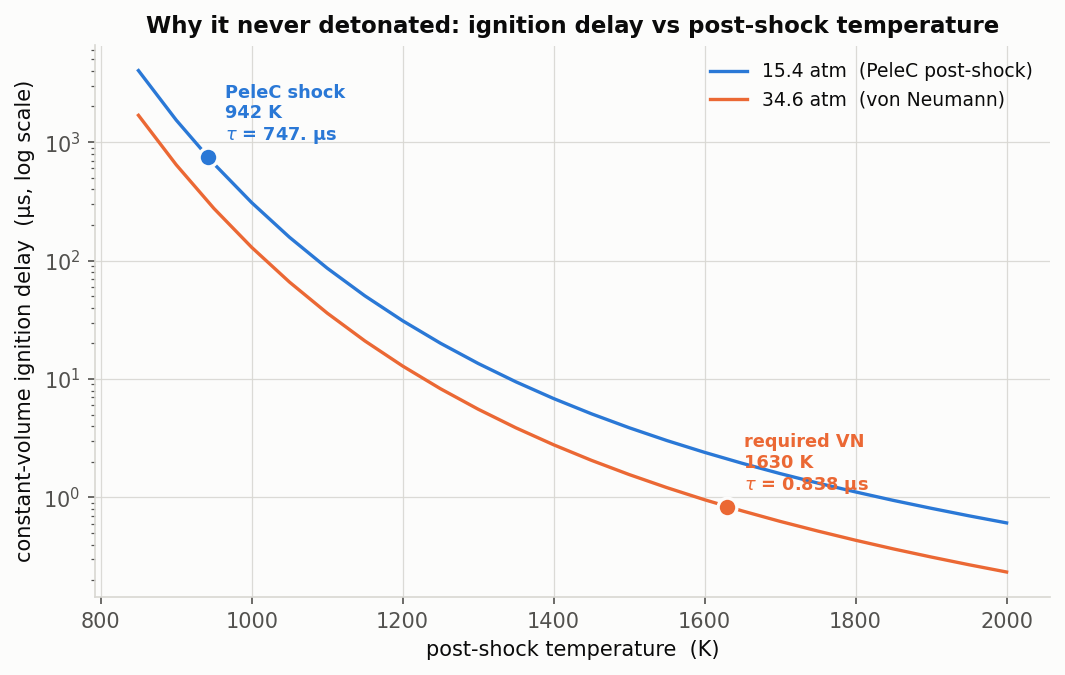 Why it never detonated: ignition delay vs post-shock temperature
constant-volume ignition delay (µs, log scale)
10³
10²
10¹
10⁰
PeleC shock
942 K
τ = 747. µs
15.4 atm (PeleC post-shock)
34.6 atm (von Neumann)
required VN
1630 K
τ = 0.838 µs
800 1000 1200 1400 1600 1800 2000
post-shock temperature (K)